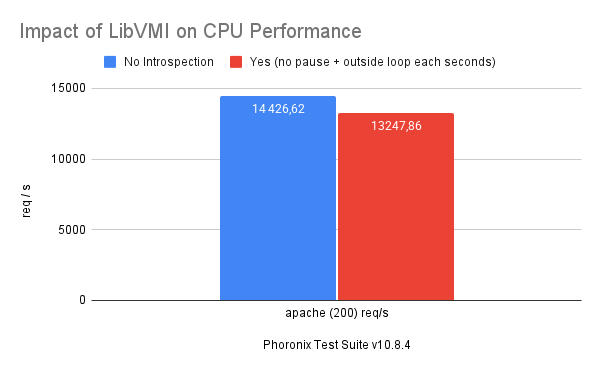 Impact of LibVMI on CPU Performance
No Introspection Yes (no pause + outside loop each seconds)
15000
14 426,62
13247,86
10000
req / s
5000
0
apache (200) req/s
Phoronix Test Suite v10.8.4